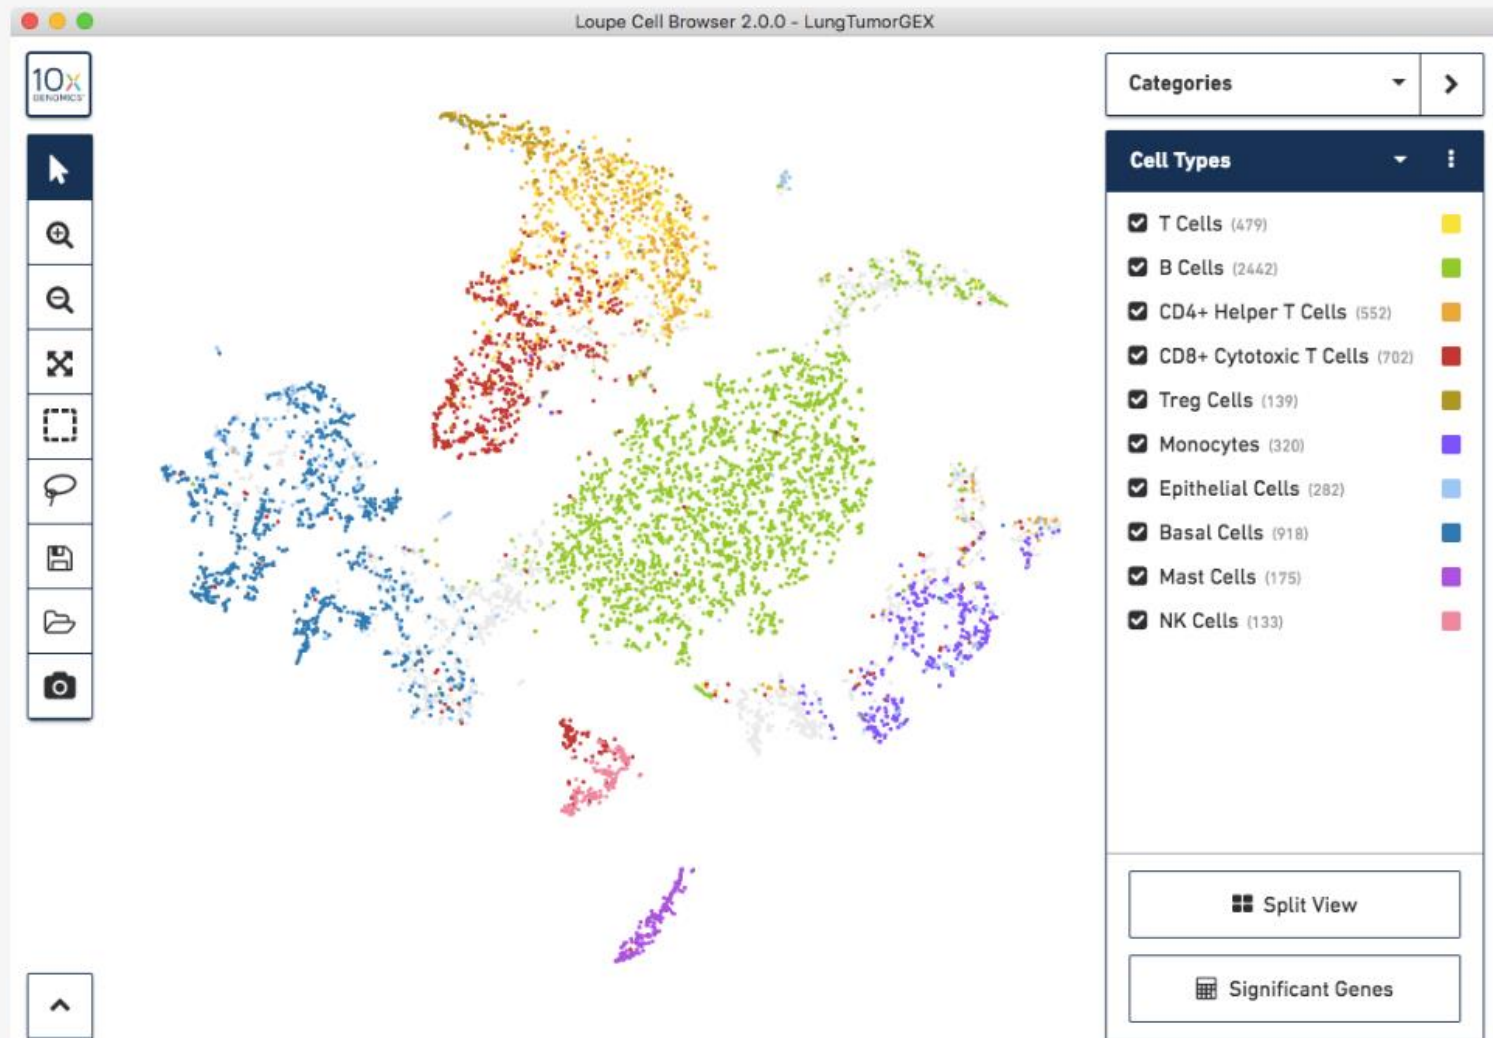 Loupe Cell Browser 2.0.0 - LungTumorGEX
10x
GENOMICS
Categories
Cell Types
T Cells (479)
B Cells (2442)
CD4+ Helper T Cells (552)
CD8+ Cytotoxic T Cells (702)
Treg Cells (139)
Monocytes (320)
Epithelial Cells (282)
Basal Cells (918)
Mast Cells (175)
NK Cells (133)
Split View
Significant Genes